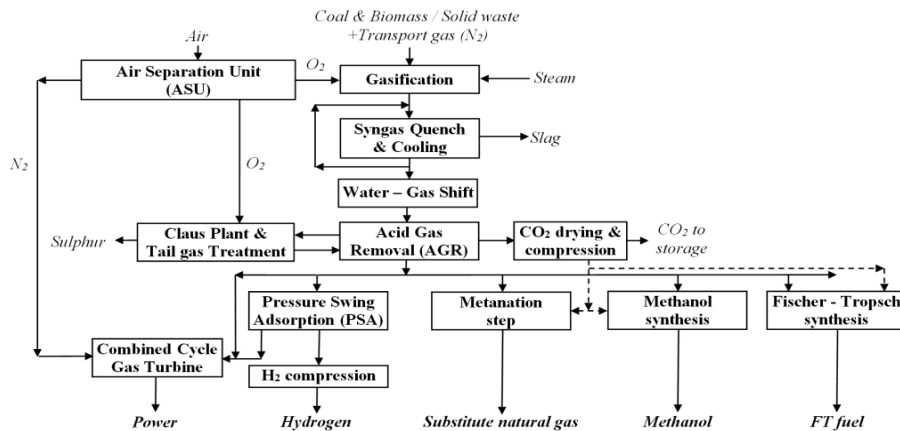 Coal & Biomass / Solid waste
+Transport gas (N₂)
Air
Air Separation Unit
(ASU)
O₂
Gasification
Steam
Syngas Quench
& Cooling
Slag
N₂
O₂
Water – Gas Shift
Sulphur
Claus Plant &
Tail gas Treatment
Acid Gas
Removal (AGR)
CO₂ drying &
compression
CO₂ to
storage
Pressure Swing
Adsorption (PSA)
Metanation
step
Methanol
synthesis
Fischer - Tropsch
synthesis
Combined Cycle
Gas Turbine
H₂ compression
Power
Hydrogen
Substitute natural gas
Methanol
FT fuel